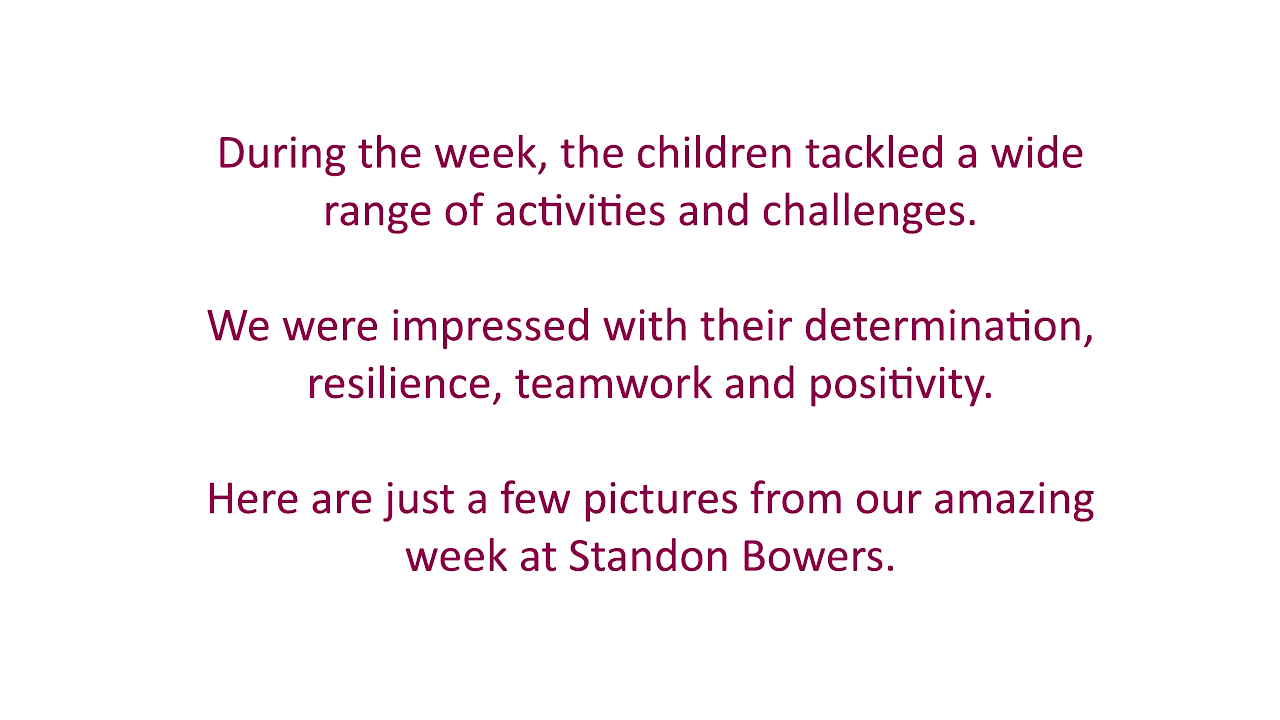 During the week, the children tackled a wide
range of activities and challenges.
We were impressed with their determination,
resilience, teamwork and positivity.
Here are just a few pictures from our amazing
week at Standon Bowers.